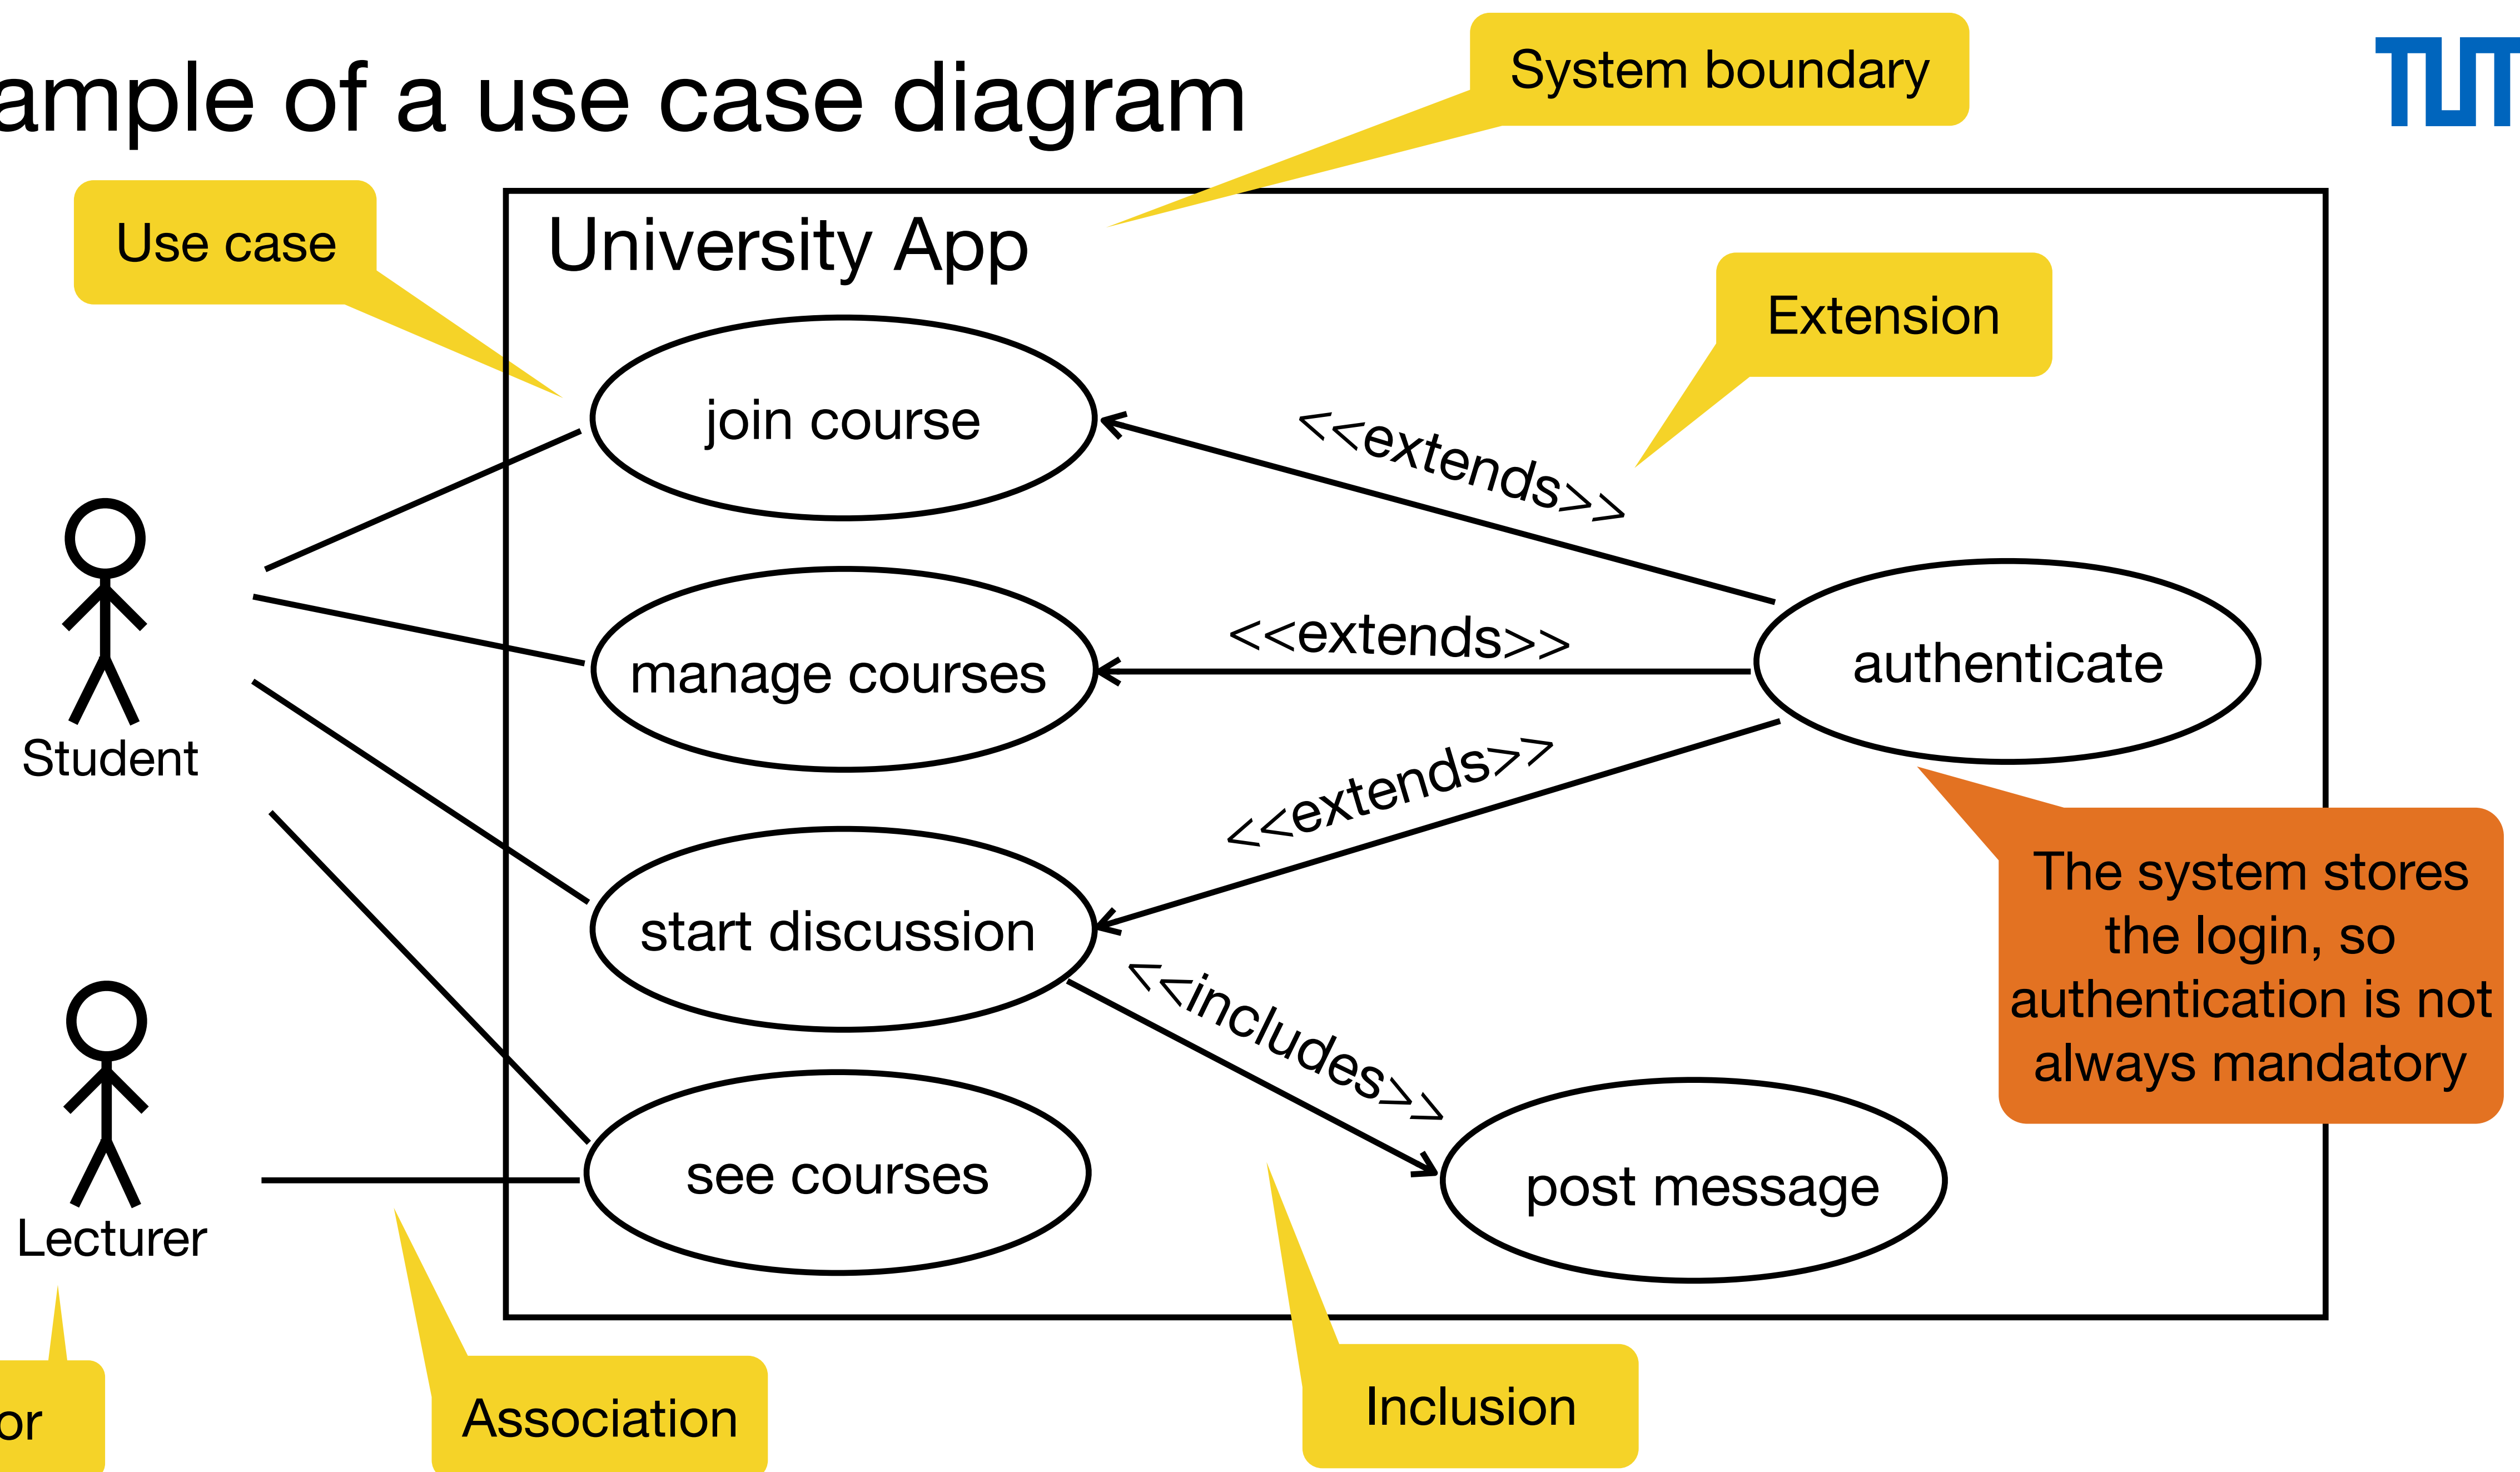 ample of a use case diagram
System boundary
Use case
University App
Extension
join course
<<extends>>
manage courses
<<extends>>
authenticate
Student
<<extends>>
start discussion
The system stores
the login, so
authentication is not
always mandatory
<<includes>>
see courses
post message
Lecturer
or
Association
Inclusion